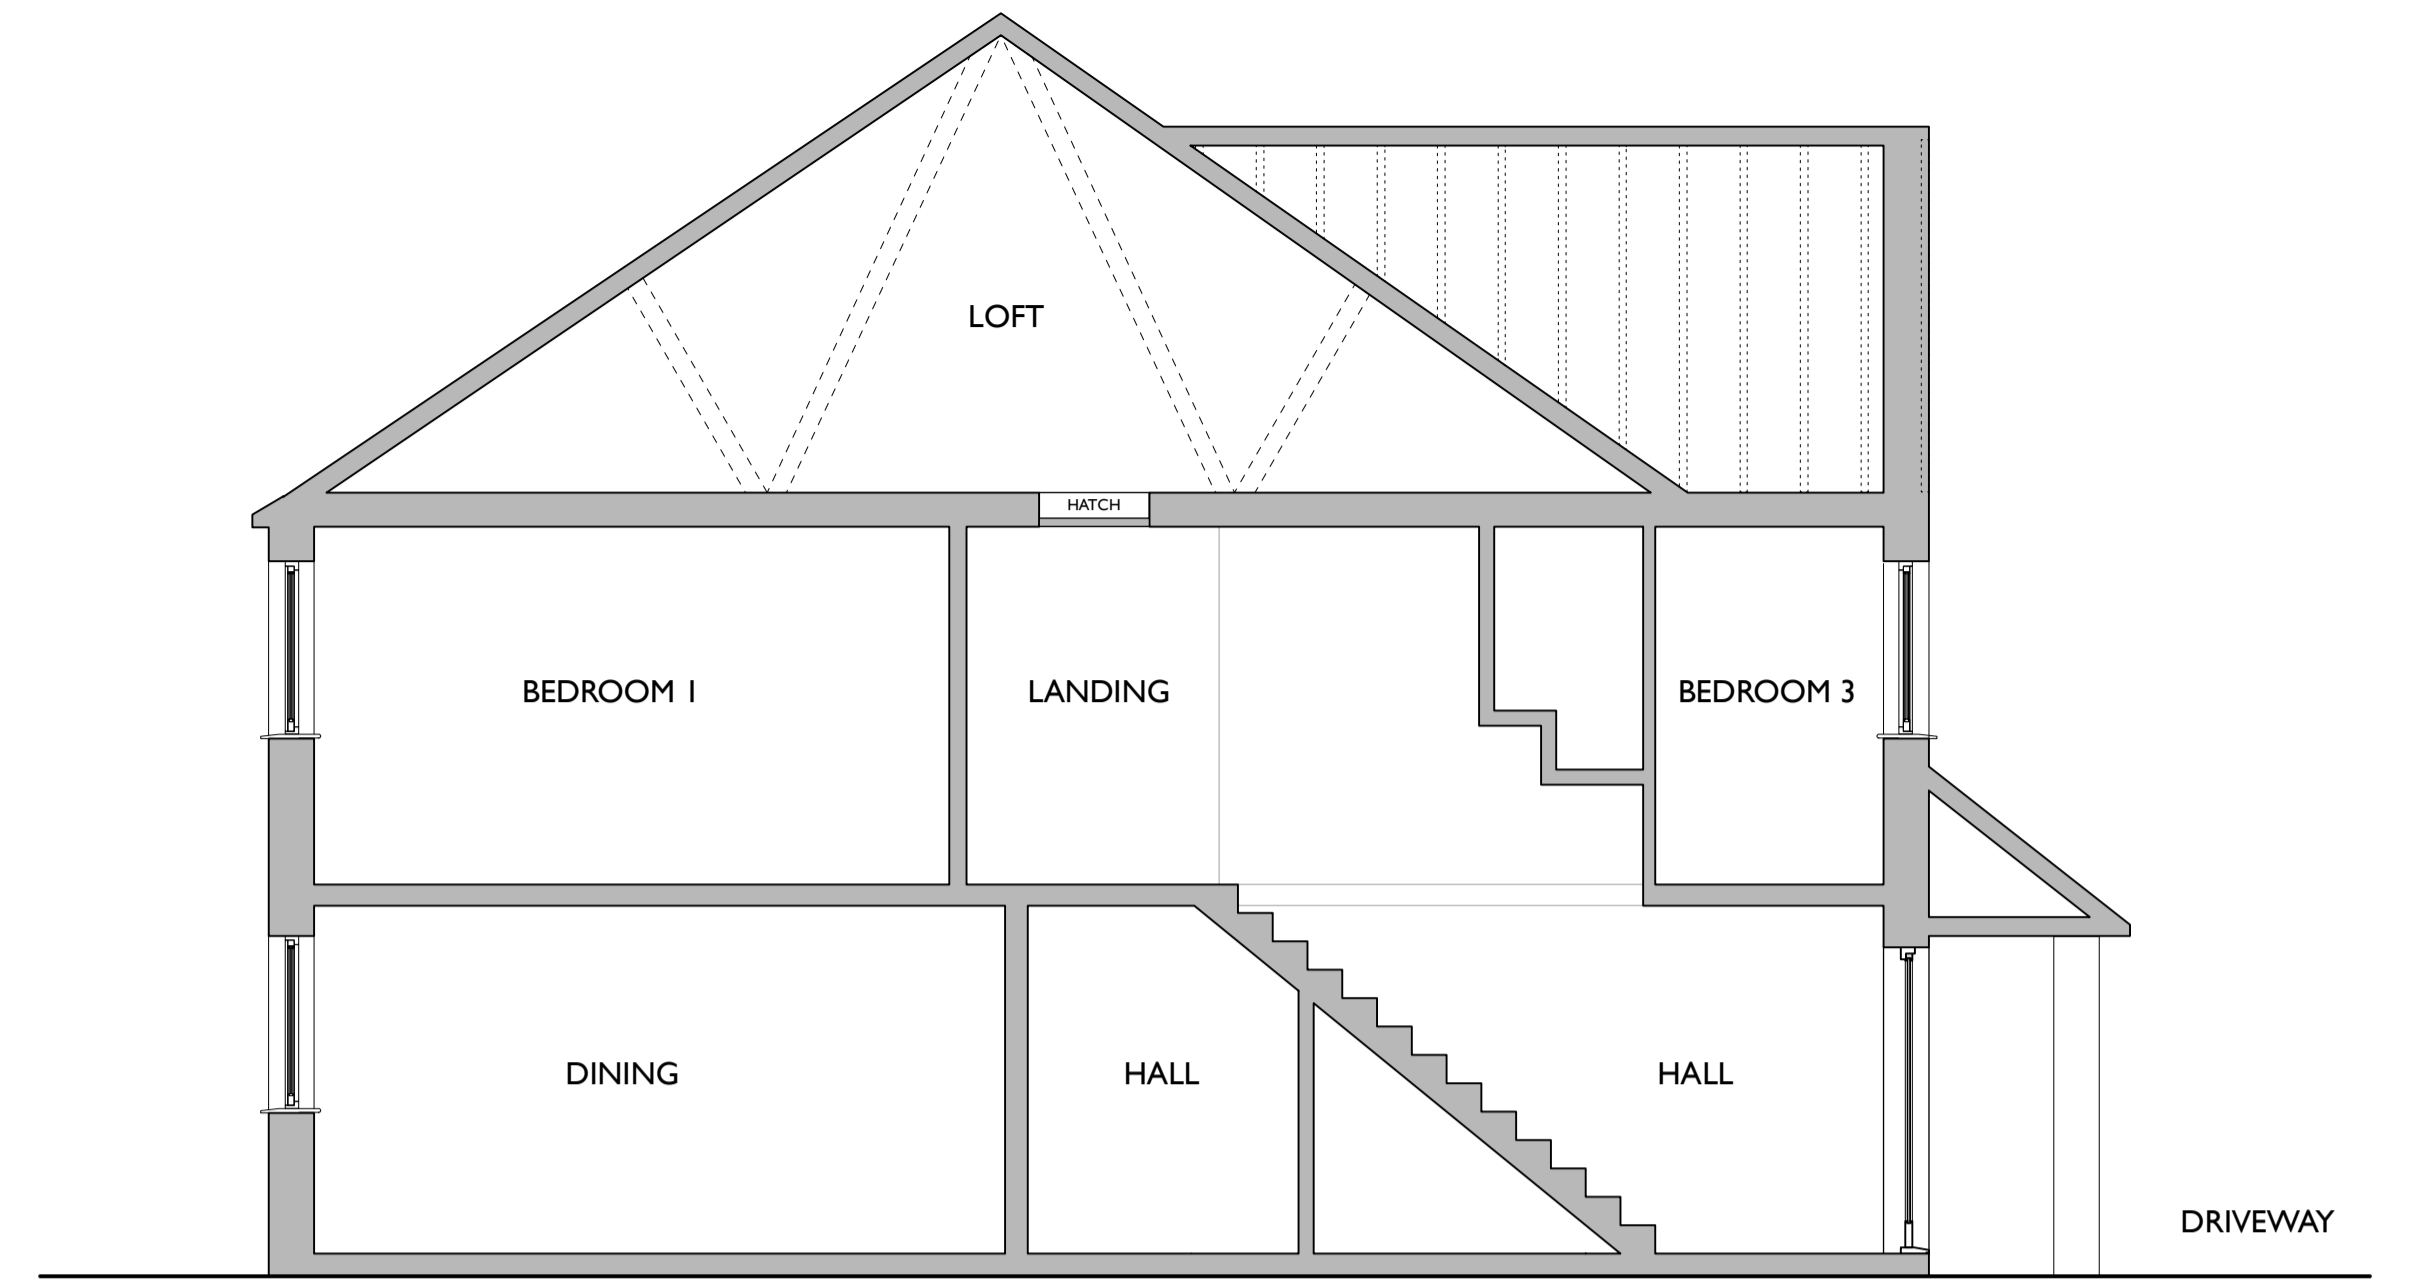 LOFT
HATCH
BEDROOM 1
LANDING
BEDROOM 3
DINING
HALL
HALL
DRIVEWAY